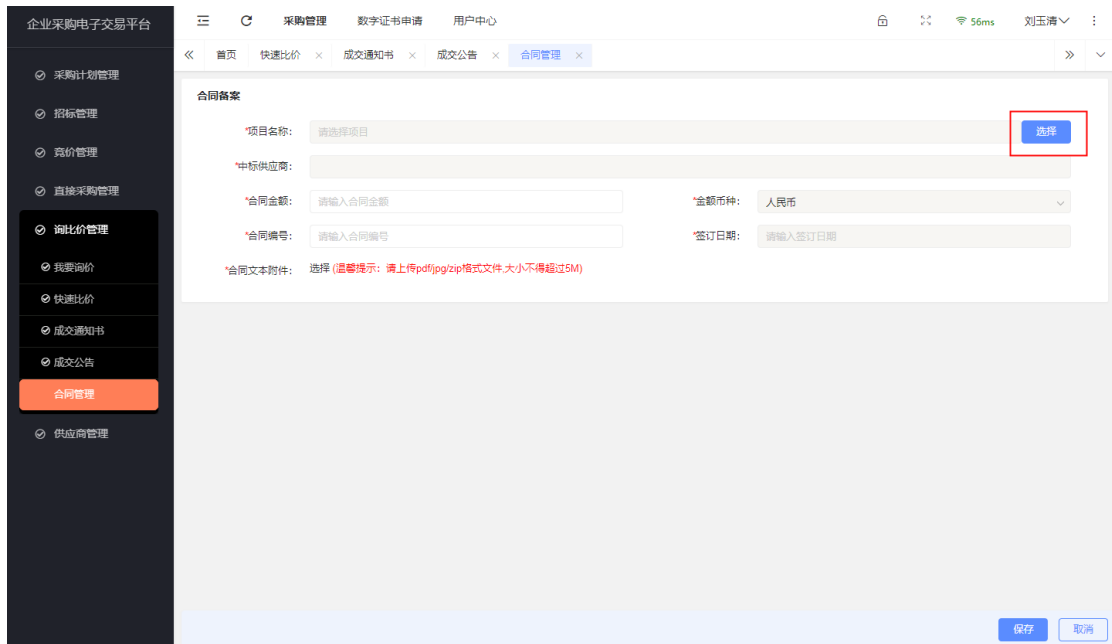 企业采购电子交易平台
采购管理 数字证书申请 用户中心 56ms 刘玉清
首页 快速比价 成交通知书 成交公告 合同管理
采购计划管理
招标管理
竞价管理
直接采购管理
询比价管理
我要询价
快速比价
成交通知书
成交公告
合同管理
供应商管理
合同备案
*项目名称: 请选择项目 选择
*中标供应商:
*合同金额: 请输入合同金额 *金额币种: 人民币
*合同编号: 请输入合同编号 *签订日期: 请输入签订日期
*合同文本附件: 选择 (温馨提示：请上传pdf/jpg/zip格式文件,大小不得超过5M)
保存 取消